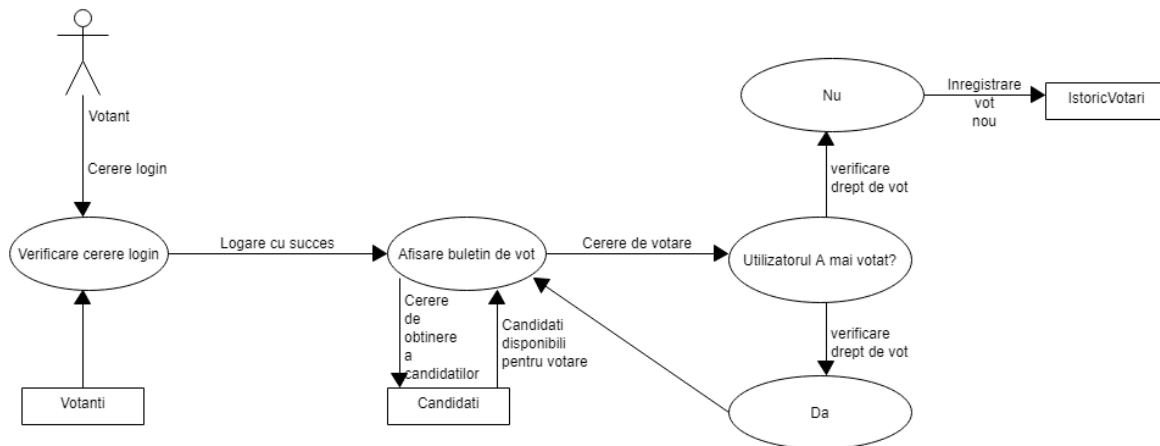 Votant
Cerere login
Verificare cerere login
Votanti
Logare cu succes
Afisare buletin de vot
Cerere
de
obtinere
a
candidatilor
Candidati
disponibili
pentru votare
Candidati
Cerere de votare
Utilizatorul A mai votat?
verificare
drept de vot
Nu
Inregistrare
vot
nou
IstoricVotari
verificare
drept de vot
Da